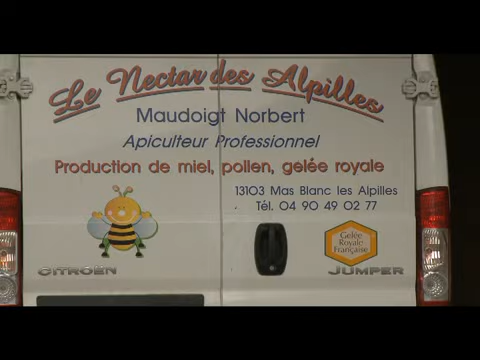 Le Nectar des Alpilles
Maudoigt Norbert
Apiculteur Professionnel
Production de miel, pollen, gelée royale
13103 Mas Blanc les Alpilles
Tél. 04 90 49 02 77
Gelée
Royale
Française
CITROËN
JUMPER